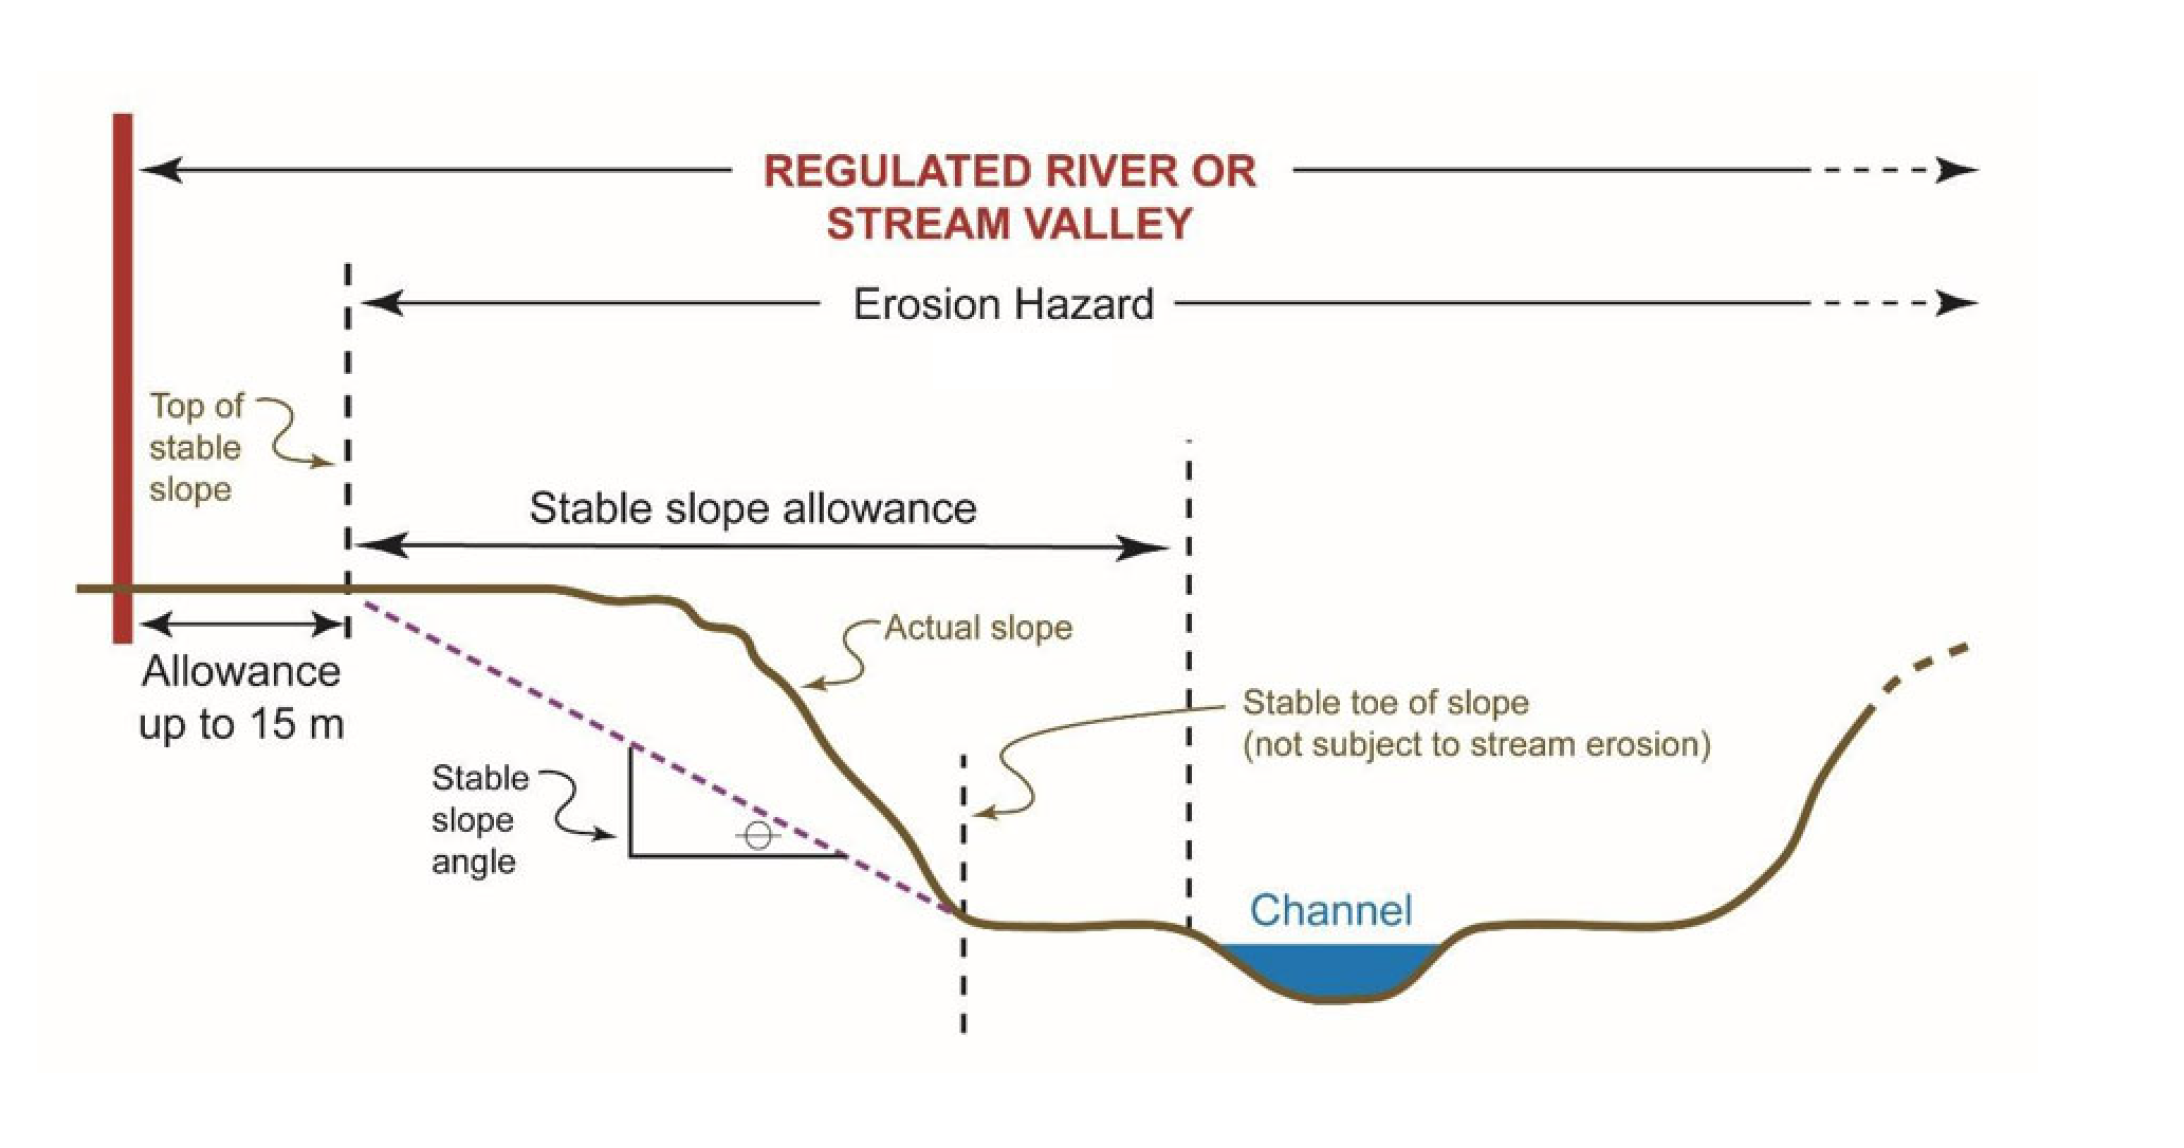 REGULATED RIVER OR
STREAM VALLEY
Erosion Hazard
Top of
stable
slope
Stable slope allowance
Actual slope
Allowance
up to 15 m
Stable toe of slope
(not subject to stream erosion)
Stable
slope
angle
Θ
Channel